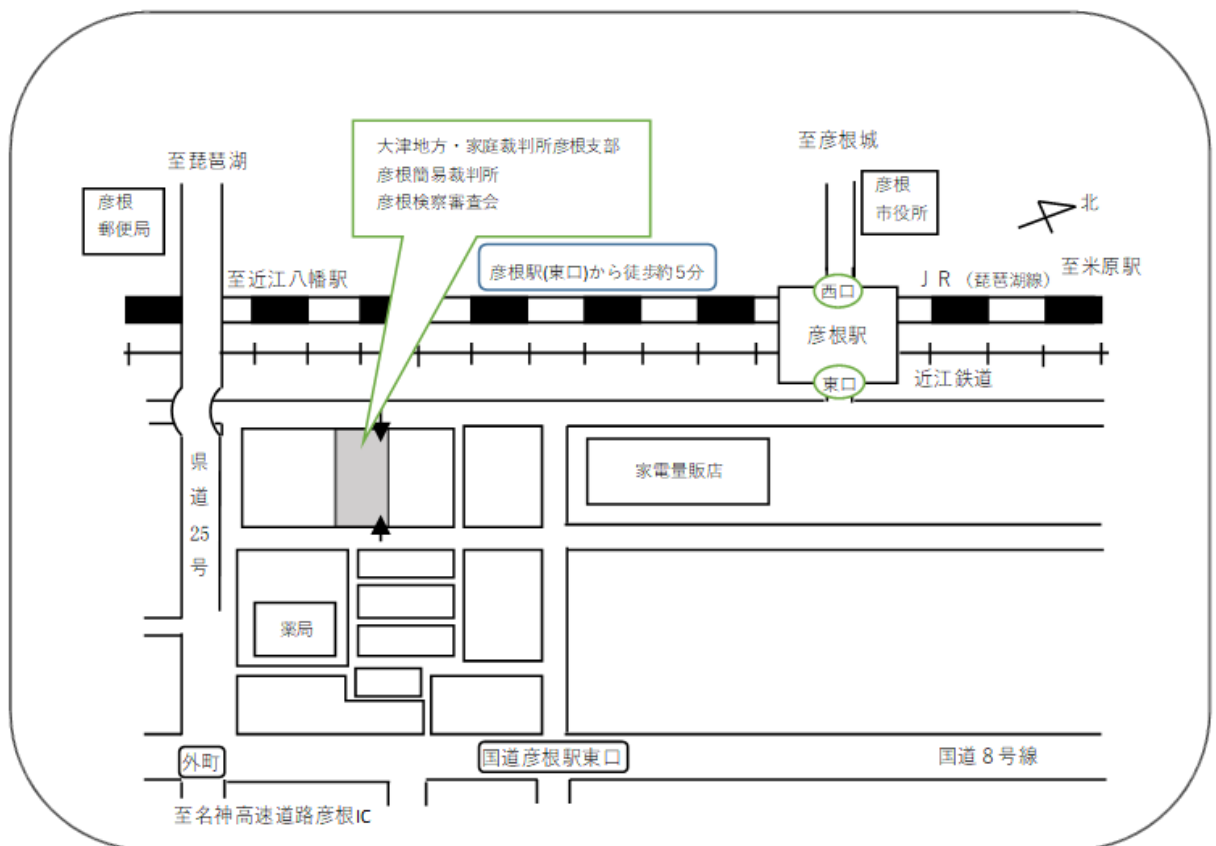 大津地方・家庭裁判所彦根支部
彦根簡易裁判所
彦根検察審査会
至彦根城
至琵琶湖
彦根
郵便局
彦根
市役所
北
彦根駅(東口)から徒歩約5分
至近江八幡駅
ＪＲ（琵琶湖線）
至米原駅
西口
彦根駅
東口
近江鉄道
県
道
25
号
家電量販店
薬局
外町
国道彦根駅東口
国道８号線
至名神高速道路彦根IC